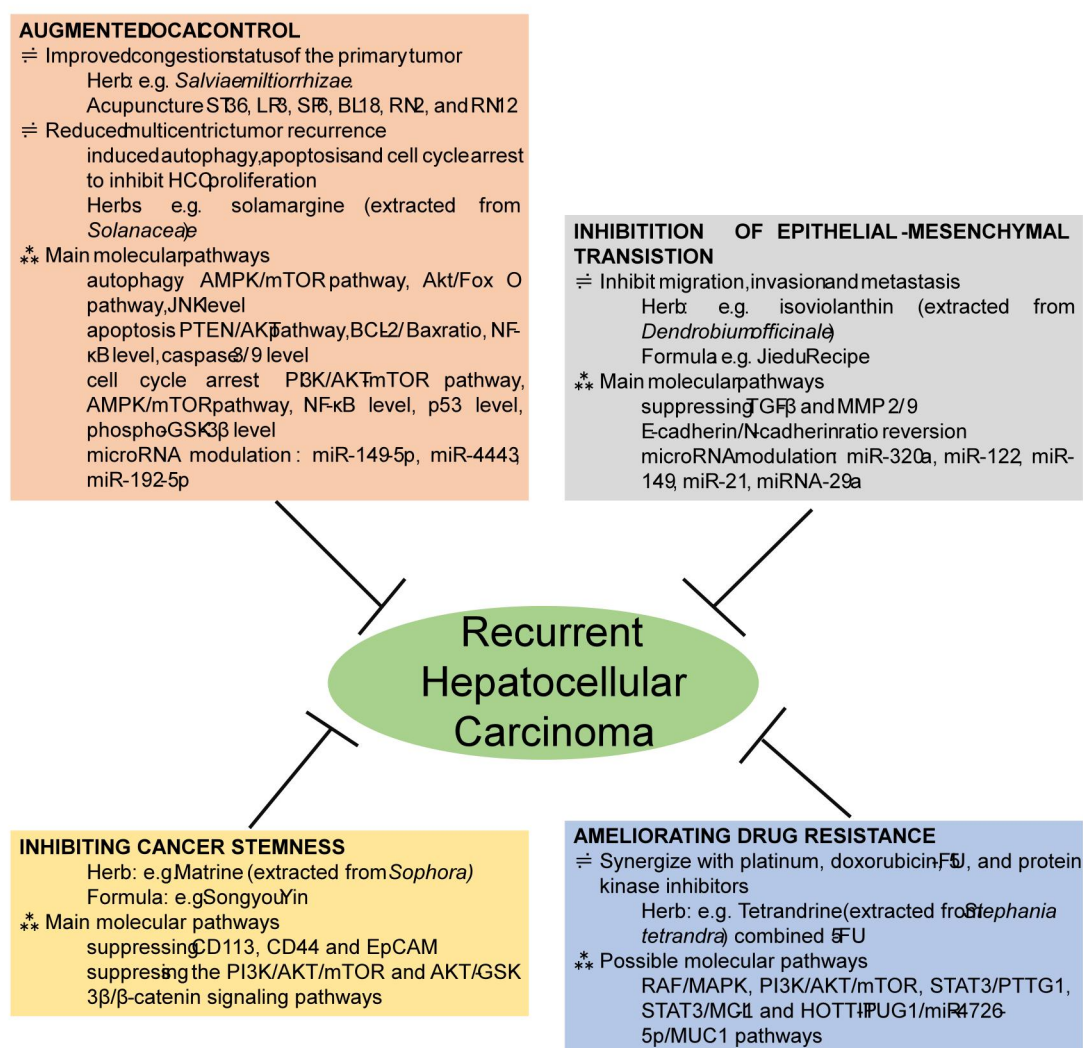 AUGMENTED LOCAL CONTROL
≓ Improved congestion status of the primary tumor
Herb: e.g. Salviae miltiorrhizae.
Acupuncture ST36, LR3, SP6, BL18, RN2, and RN12
≓ Reduced multicentric tumor recurrence
induced autophagy, apoptosis and cell cycle arrest
to inhibit HCC proliferation
Herbs e.g. solamargine (extracted from
Solanaceae)
⁂ Main molecular pathways
autophagy AMPK/mTOR pathway, Akt/Fox O
pathway, JNK level
apoptosis PTEN/AKT pathway, BCL-2/ Bax ratio, NF-
κB level, caspase 3/9 level
cell cycle arrest PI3K/AKT-mTOR pathway,
AMPK/mTOR pathway, NF-κB level, p53 level,
phospho-GSK-3β level
microRNA modulation : miR-149-5p, miR-4443,
miR-192-5p
INHIBITITION OF EPITHELIAL-MESENCHYMAL
TRANSISTION
≓ Inhibit migration, invasion and metastasis
Herb: e.g. isoviolanthin (extracted from
Dendrobium officinale)
Formula e.g. Jiedu Recipe
⁂ Main molecular pathways
suppressing TGF-β and MMP 2/9
E-cadherin/N-cadherin ratio reversion
microRNA modulation: miR-320a, miR-122, miR-
149, miR-21, miRNA-29a
Recurrent
Hepatocellular
Carcinoma
INHIBITING CANCER STEMNESS
Herb: e.g. Matrine (extracted from Sophora)
Formula: e.g. Songyou Yin
⁂ Main molecular pathways
suppressing CD113, CD44 and EpCAM
suppressing the PI3K/AKT/mTOR and AKT/GSK
3β/β-catenin signaling pathways
AMELIORATING DRUG RESISTANCE
≓ Synergize with platinum, doxorubicin, 5-FU, and protein
kinase inhibitors
Herb: e.g. Tetrandrine (extracted from Stephania
tetrandra) combined 5-FU
⁂ Possible molecular pathways
RAF/MAPK, PI3K/AKT/mTOR, STAT3/PTTG1,
STAT3/MCL-1 and HOTTIP-PUG1/miR-4726-
5p/MUC1 pathways